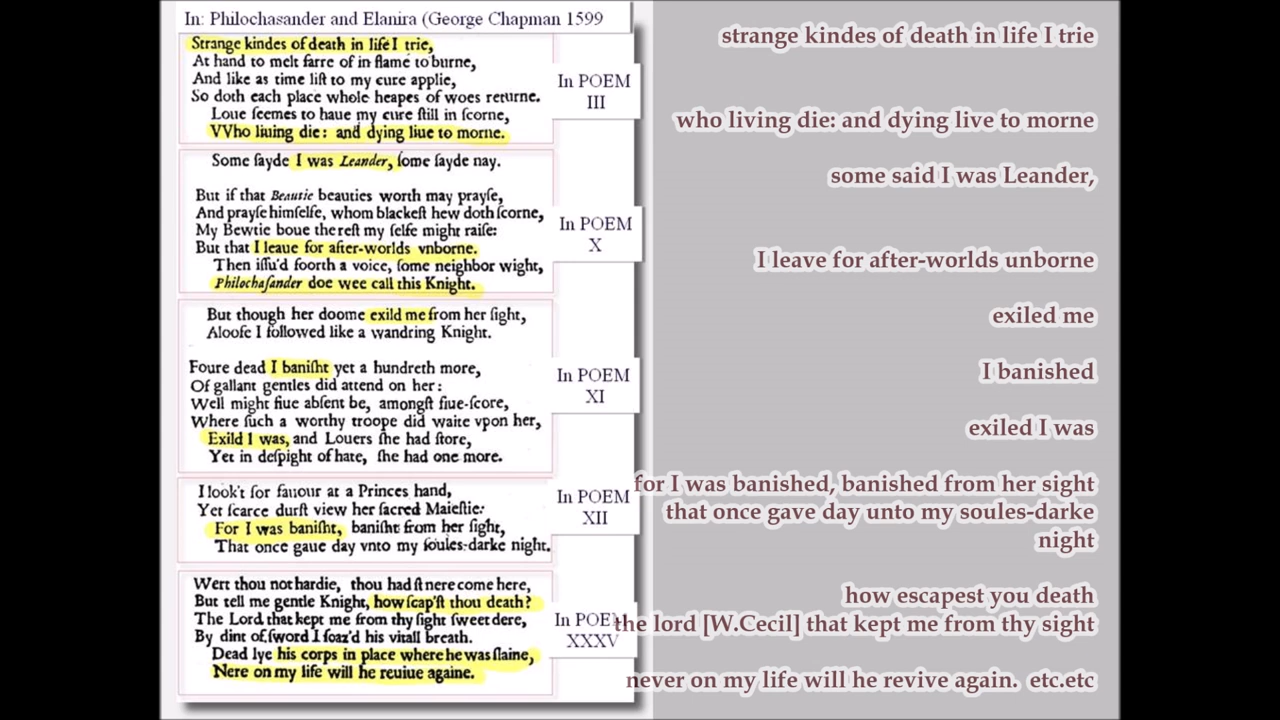 In: Philochasander and Elanira (George Chapman 1599
Strange kindes of death in life I trie,
At hand to melt farre of in flame to burne,
And like as time lift to my cure applie,
So doth each place whole heapes of woes returne.
Loue ſeemes to haue my cure ſtill in ſcorne,
VVho liuing die: and dying liue to morne.
In POEM
III
Some ſayde I was Leander, ſome ſayde nay.
But if that Beautie beauties worth may prayſe,
And prayſe himſelfe, whom blackeſt hew doth ſcorne,
My Bewtie boue the reſt my ſelfe might raiſe:
But that I leaue for after-worlds vnborne.
Then iſſu'd foorth a voice, ſome neighbor wight,
Philochaſander doe wee call this Knight.
In POEM
X
But though her doome exild me from her ſight,
Alooſe I followed like a wandring Knight.
Foure dead I baniſht yet a hundreth more,
Of gallant gentles did attend on her:
Well might fiue abſent be, amongſt fiue-ſcore,
Where ſuch a worthy troope did waite vpon her,
Exild I was, and Louers ſhe had ſtore,
Yet in deſpight of hate, ſhe had one more.
In POEM
XI
I look't for fauour at a Princes hand,
Yet ſcarce durſt view her ſacred Maieſtie:
For I was baniſht, baniſht from her ſight,
That once gaue day vnto my ſoules-darke night.
In POEM
XII
Wert thou not hardie, thou hadſt nere come here,
But tell me gentle Knight, how ſcap'ſt thou death?
The Lord that kept me from thy ſight ſweet dere,
By dint of ſword I ſoaz'd his vitall breath.
Dead lye his corps in place where he was ſlaine,
Nere on my life will he reuiue againe.
In POEM
XXXV
strange kindes of death in life I trie
who living die: and dying live to morne
some said I was Leander,
I leave for after-worlds unborne
exiled me
I banished
exiled I was
for I was banished, banished from her sight
that once gave day unto my soules-darke
night
how escapest you death
the lord [W.Cecil] that kept me from thy sight
never on my life will he revive again. etc.etc